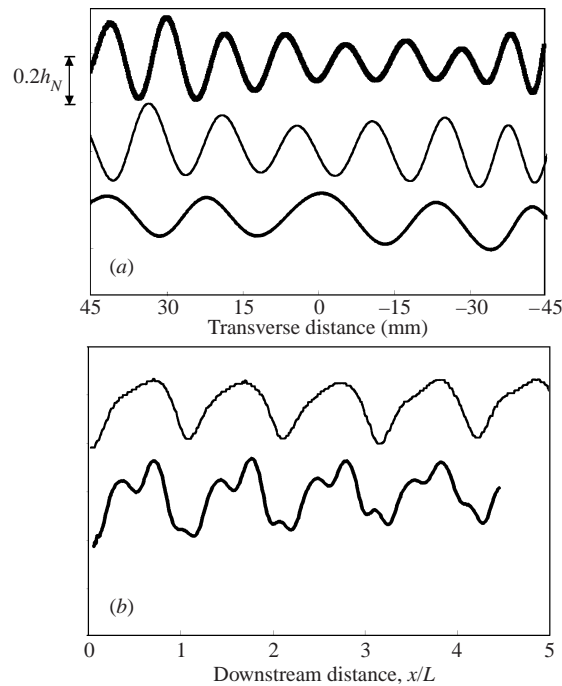 0.2h_N
(a)
45 30 15 0 –15 –30 –45
Transverse distance (mm)
(b)
0 1 2 3 4 5
Downstream distance, x/L